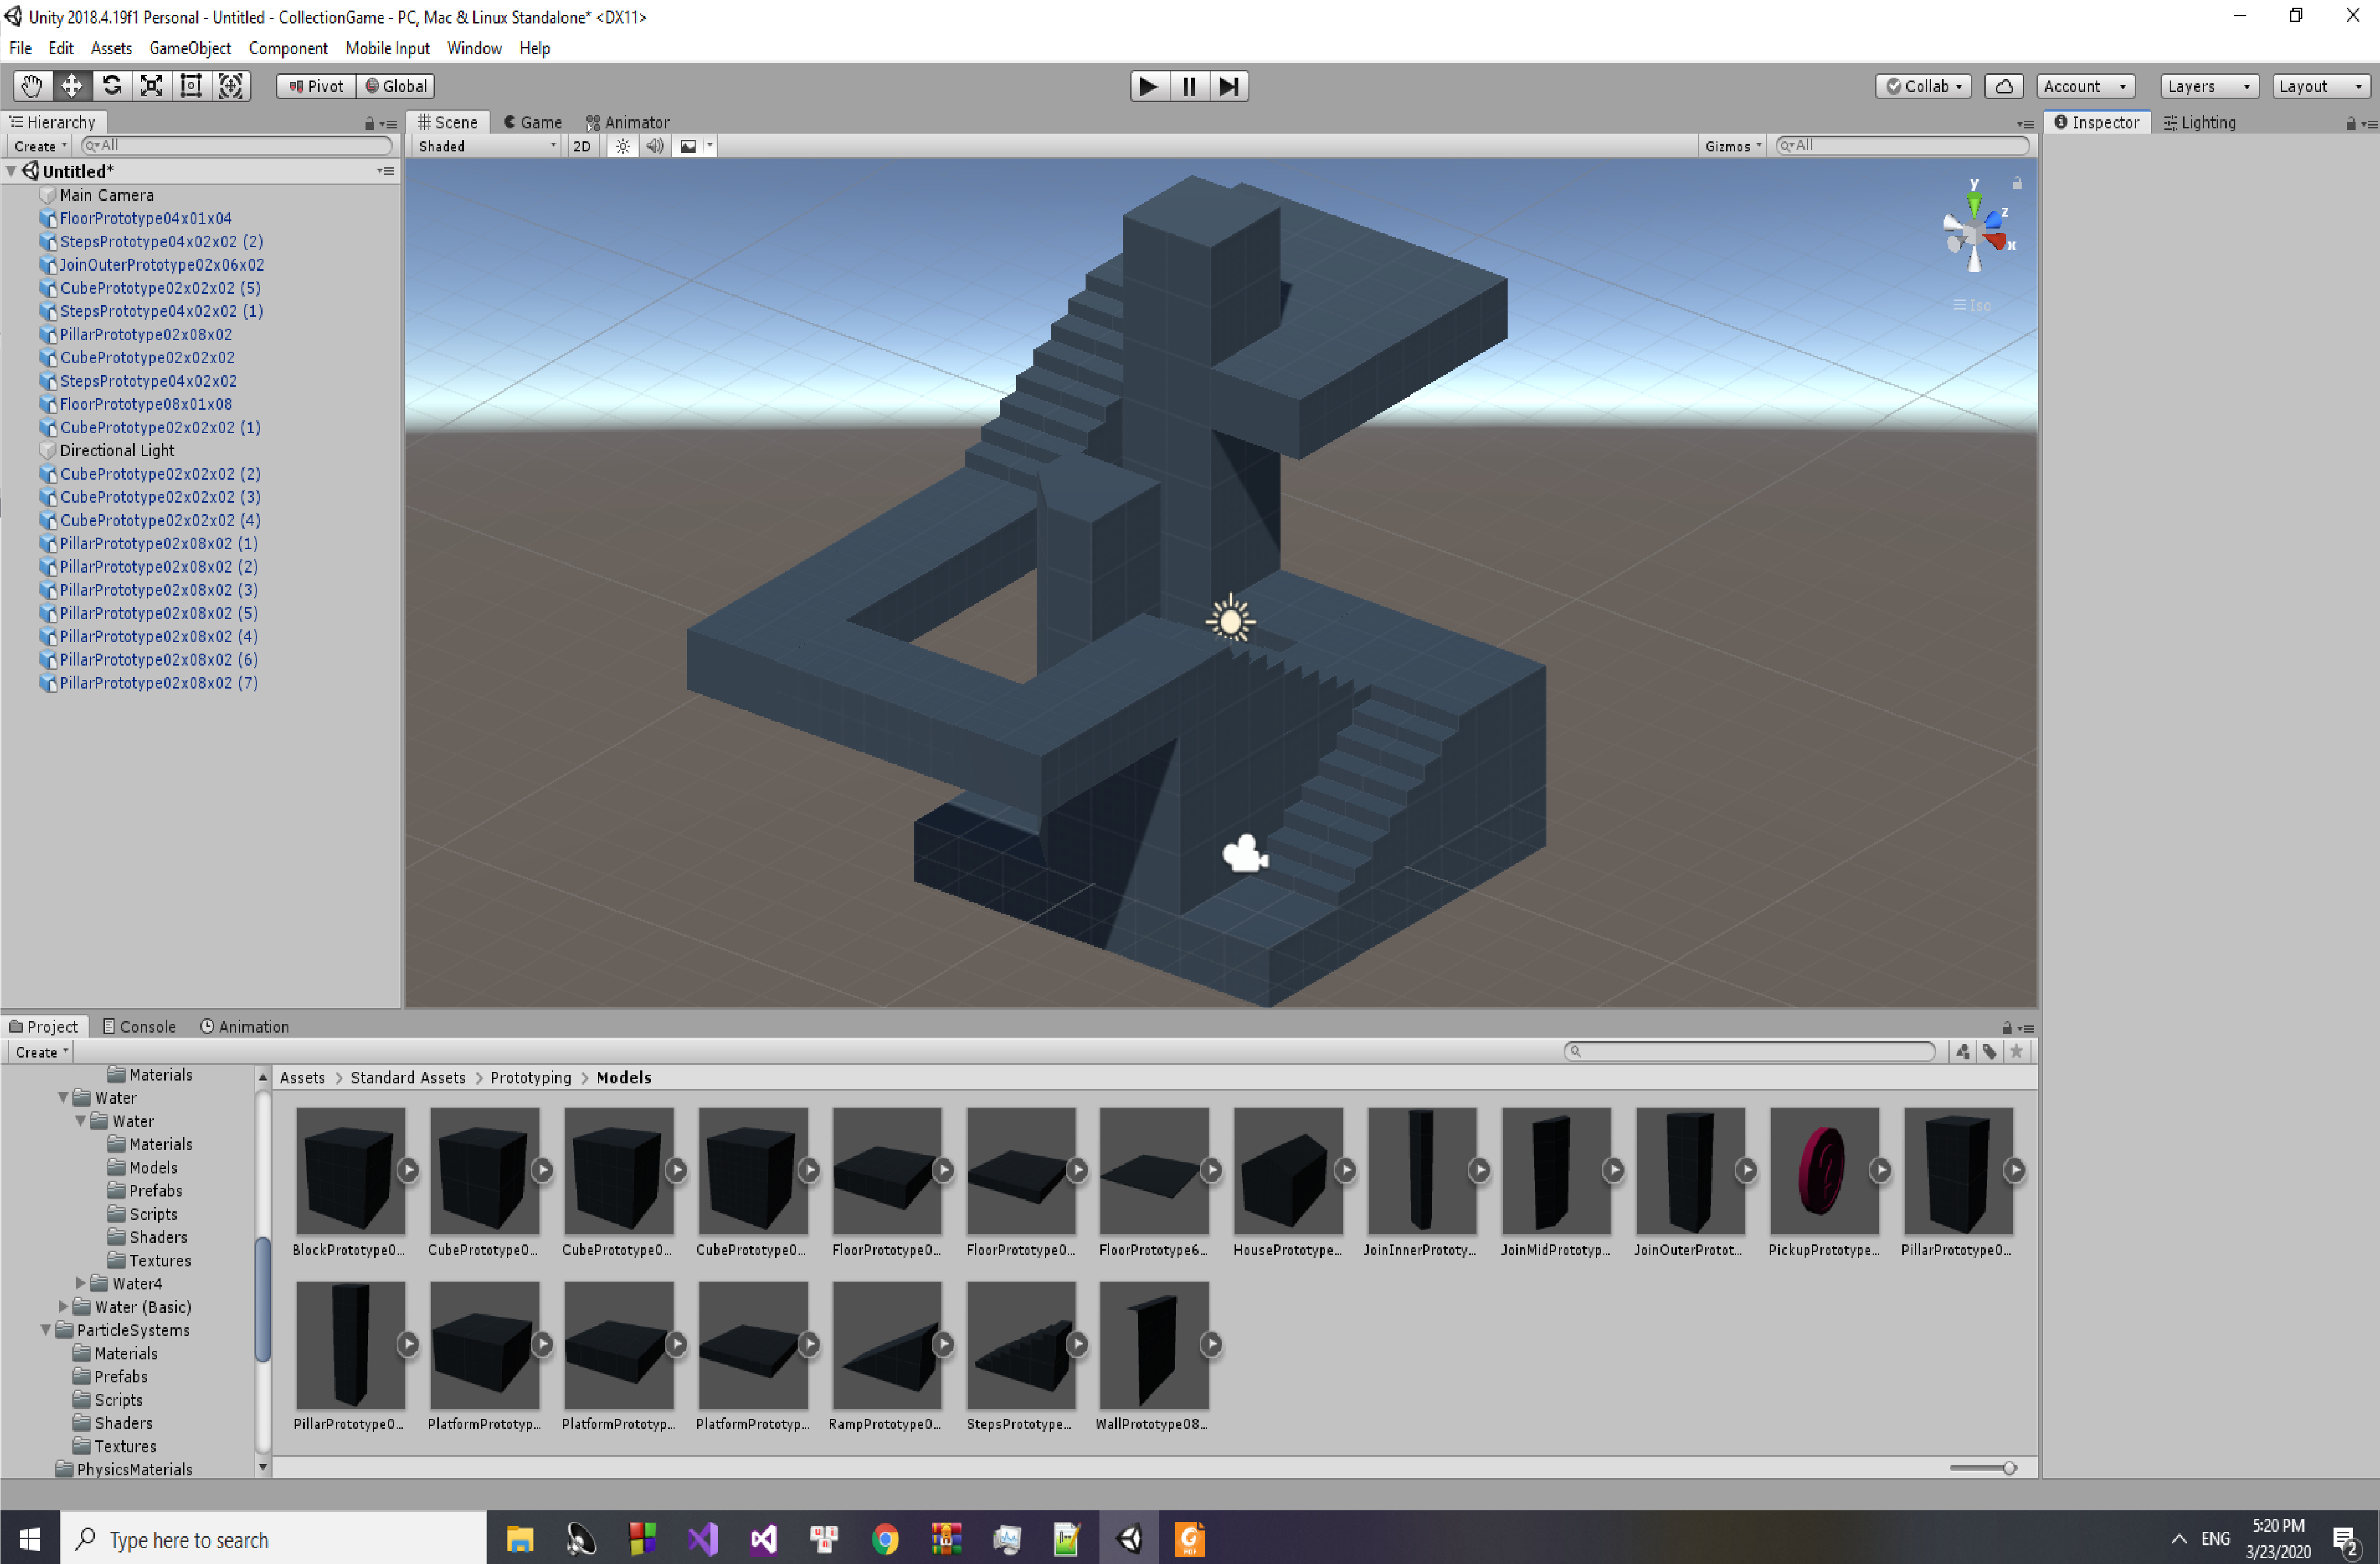 Unity 2018.4.19f1 Personal - Untitled - CollectionGame - PC, Mac & Linux Standalone* <DX11>
File Edit Assets GameObject Component Mobile Input Window Help
Pivot Global Collab Account Layers Layout
Hierarchy Scene Game Animator Inspector Lighting
Create All Shaded 2D Gizmos All
Untitled*
Main Camera
FloorPrototype04x01x04
StepsPrototype04x02x02 (2)
JoinOuterPrototype02x06x02
CubePrototype02x02x02 (5)
StepsPrototype04x02x02 (1)
PillarPrototype02x08x02
CubePrototype02x02x02
StepsPrototype04x02x02
FloorPrototype08x01x08
CubePrototype02x02x02 (1)
Directional Light
CubePrototype02x02x02 (2)
CubePrototype02x02x02 (3)
CubePrototype02x02x02 (4)
PillarPrototype02x08x02 (1)
PillarPrototype02x08x02 (2)
PillarPrototype02x08x02 (3)
PillarPrototype02x08x02 (5)
PillarPrototype02x08x02 (4)
PillarPrototype02x08x02 (6)
PillarPrototype02x08x02 (7)
y
z
x
Iso
Project Console Animation
Create
Materials
Water
Water
Materials
Models
Prefabs
Scripts
Shaders
Textures
Water4
Water (Basic)
ParticleSystems
Materials
Prefabs
Scripts
Shaders
Textures
PhysicsMaterials
Assets > Standard Assets > Prototyping > Models
BlockPrototype0... CubePrototype0... CubePrototype0... CubePrototype0... FloorPrototype0... FloorPrototype0... FloorPrototype6... HousePrototype... JoinInnerPrototy... JoinMidPrototyp... JoinOuterProtot... PickupPrototype... PillarPrototype0...
PillarPrototype0... PlatformPrototyp... PlatformPrototyp... PlatformPrototyp... RampPrototype0... StepsPrototype... WallPrototype08...
Type here to search
ENG
5:20 PM
3/23/2020
2